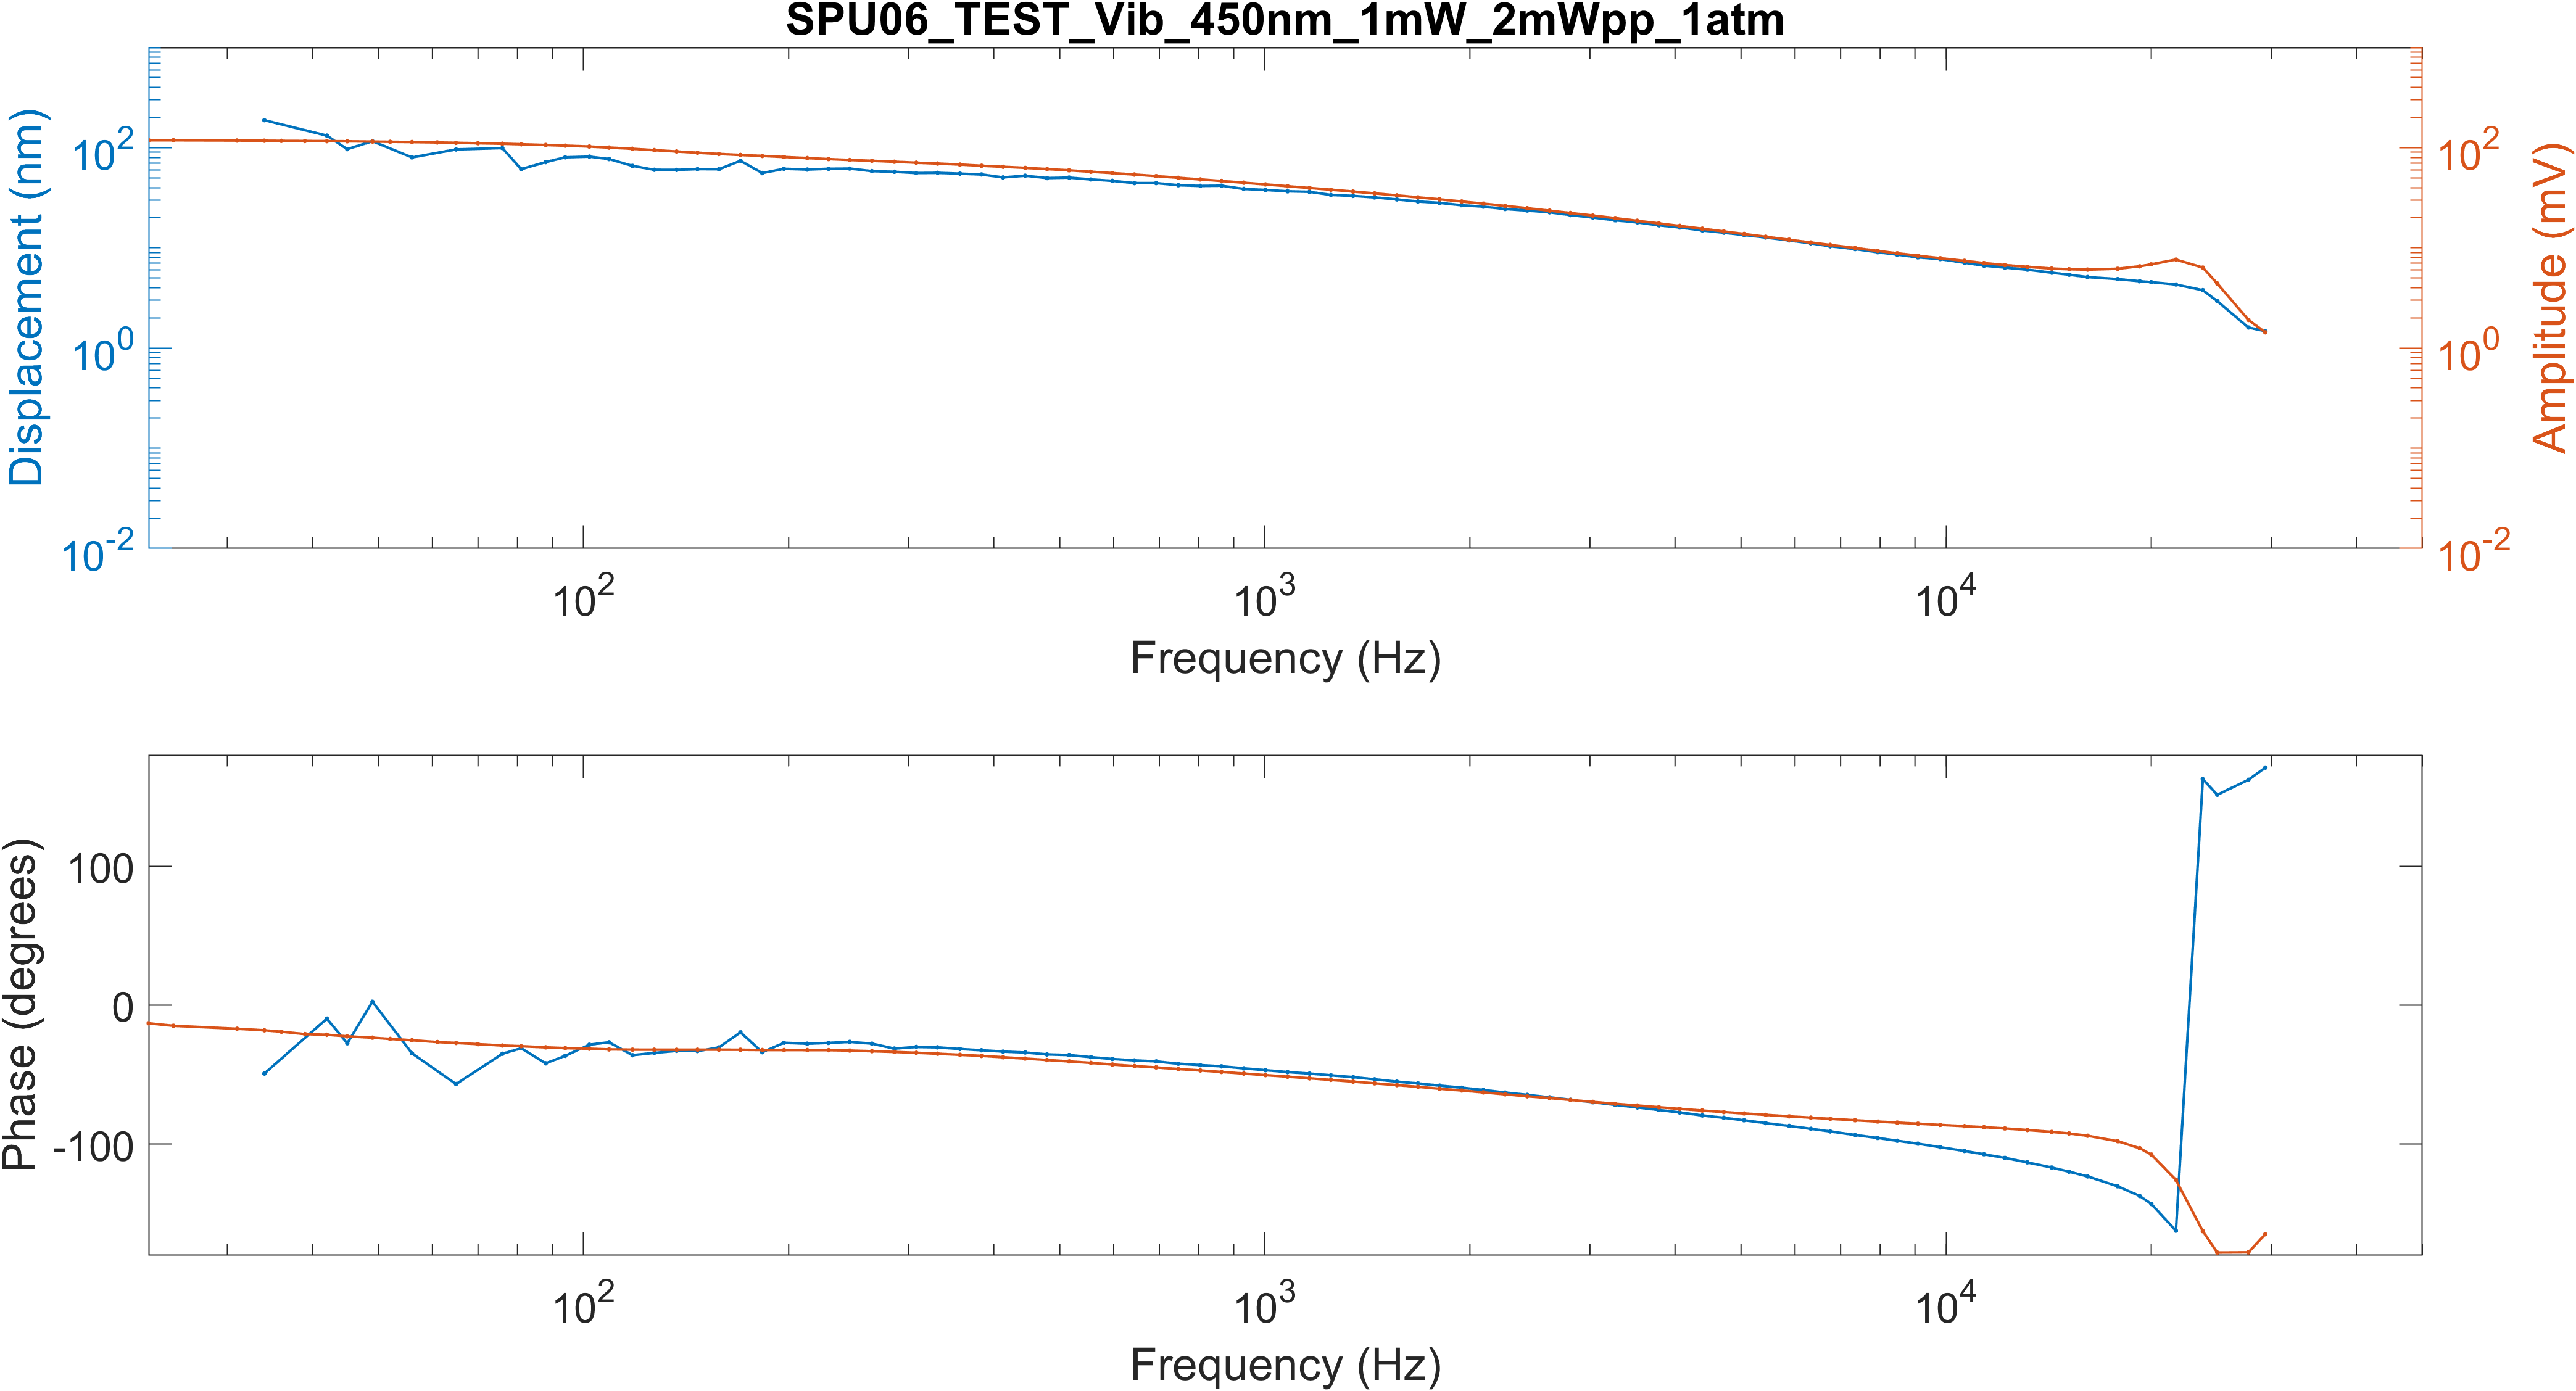 SPU06_TEST_Vib_450nm_1mW_2mWpp_1atm
Displacement (nm)
10^2
10^0
10^-2
10^2
10^0
10^-2
Amplitude (mV)
10^2 10^3 10^4
Frequency (Hz)
Phase (degrees)
100
0
-100
10^2 10^3 10^4
Frequency (Hz)